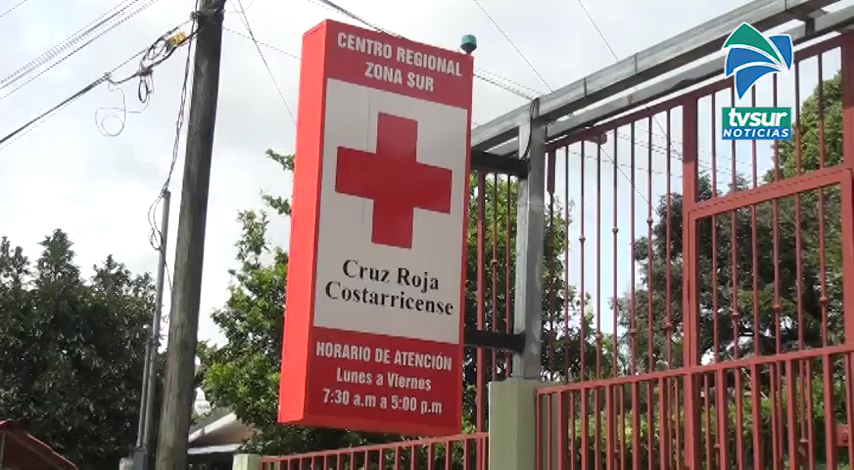 CENTRO REGIONAL
ZONA SUR
Cruz Roja
Costarricense
HORARIO DE ATENCIÓN
Lunes a Viernes
7:30 a.m a 5:00 p.m
tvsur
NOTICIAS